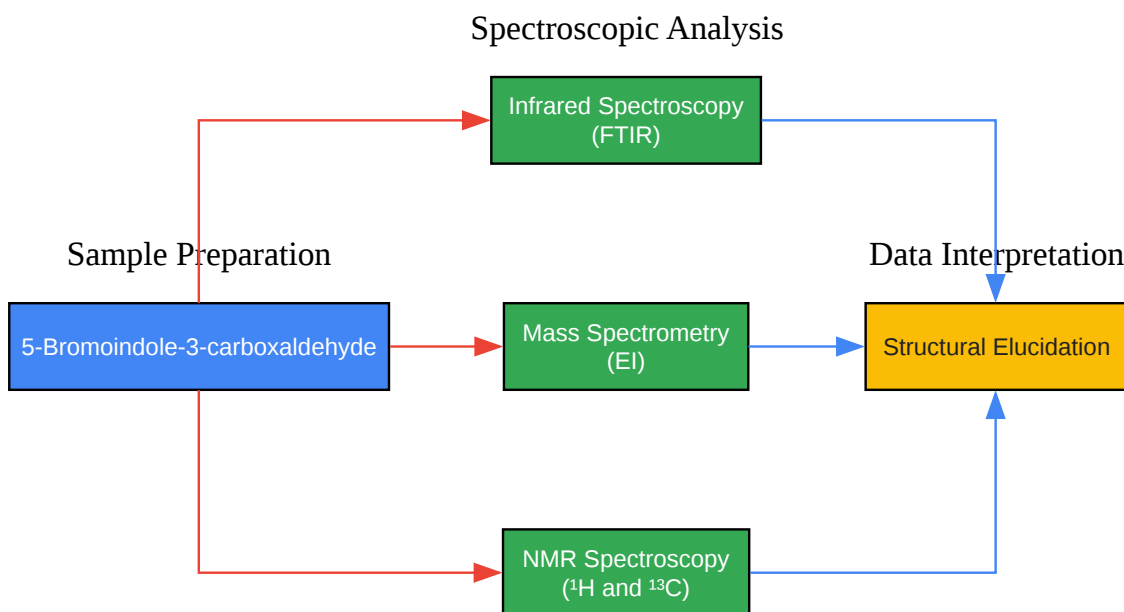 Spectroscopic Analysis
Infrared Spectroscopy
(FTIR)
Sample Preparation
Data Interpretation
5-Bromoindole-3-carboxaldehyde
Mass Spectrometry
(EI)
Structural Elucidation
NMR Spectroscopy
(¹H and ¹³C)